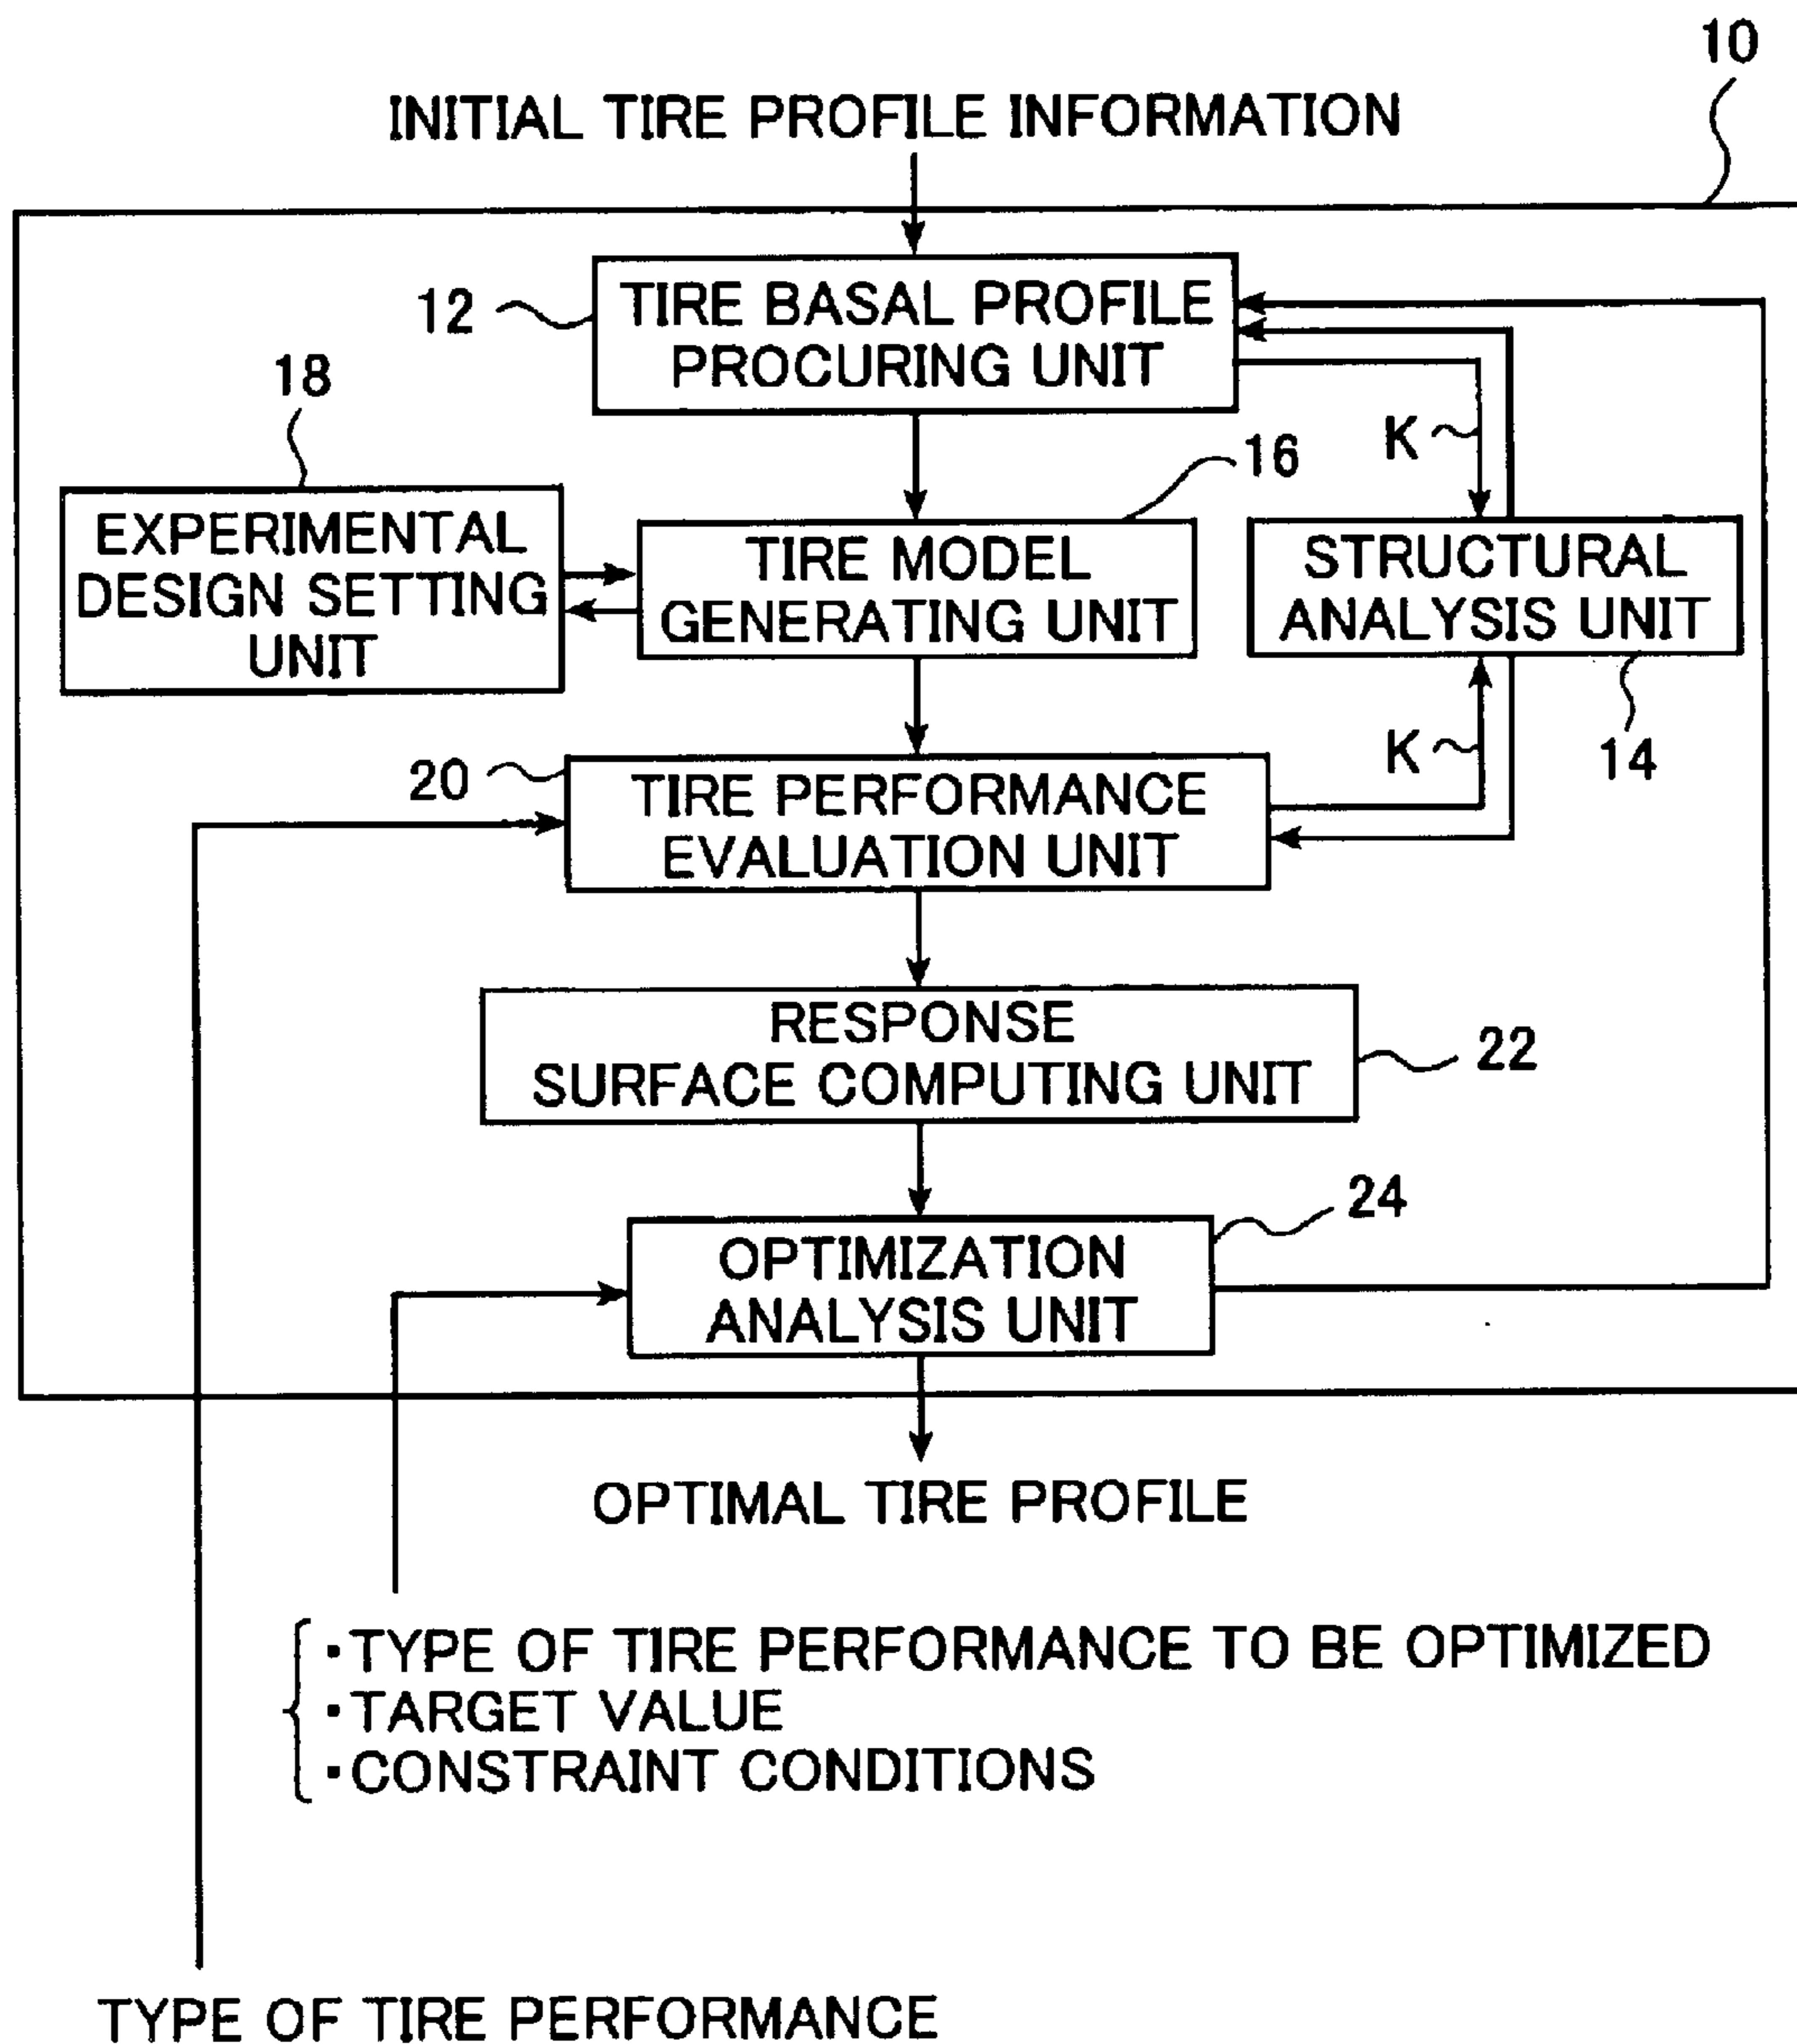 10
INITIAL TIRE PROFILE INFORMATION
12
TIRE BASAL PROFILE
PROCURING UNIT
18
K
16
EXPERIMENTAL
DESIGN SETTING
UNIT
TIRE MODEL
GENERATING UNIT
STRUCTURAL
ANALYSIS UNIT
14
K
20
TIRE PERFORMANCE
EVALUATION UNIT
RESPONSE
SURFACE COMPUTING UNIT
22
24
OPTIMIZATION
ANALYSIS UNIT
OPTIMAL TIRE PROFILE
・TYPE OF TIRE PERFORMANCE TO BE OPTIMIZED
・TARGET VALUE
・CONSTRAINT CONDITIONS
TYPE OF TIRE PERFORMANCE